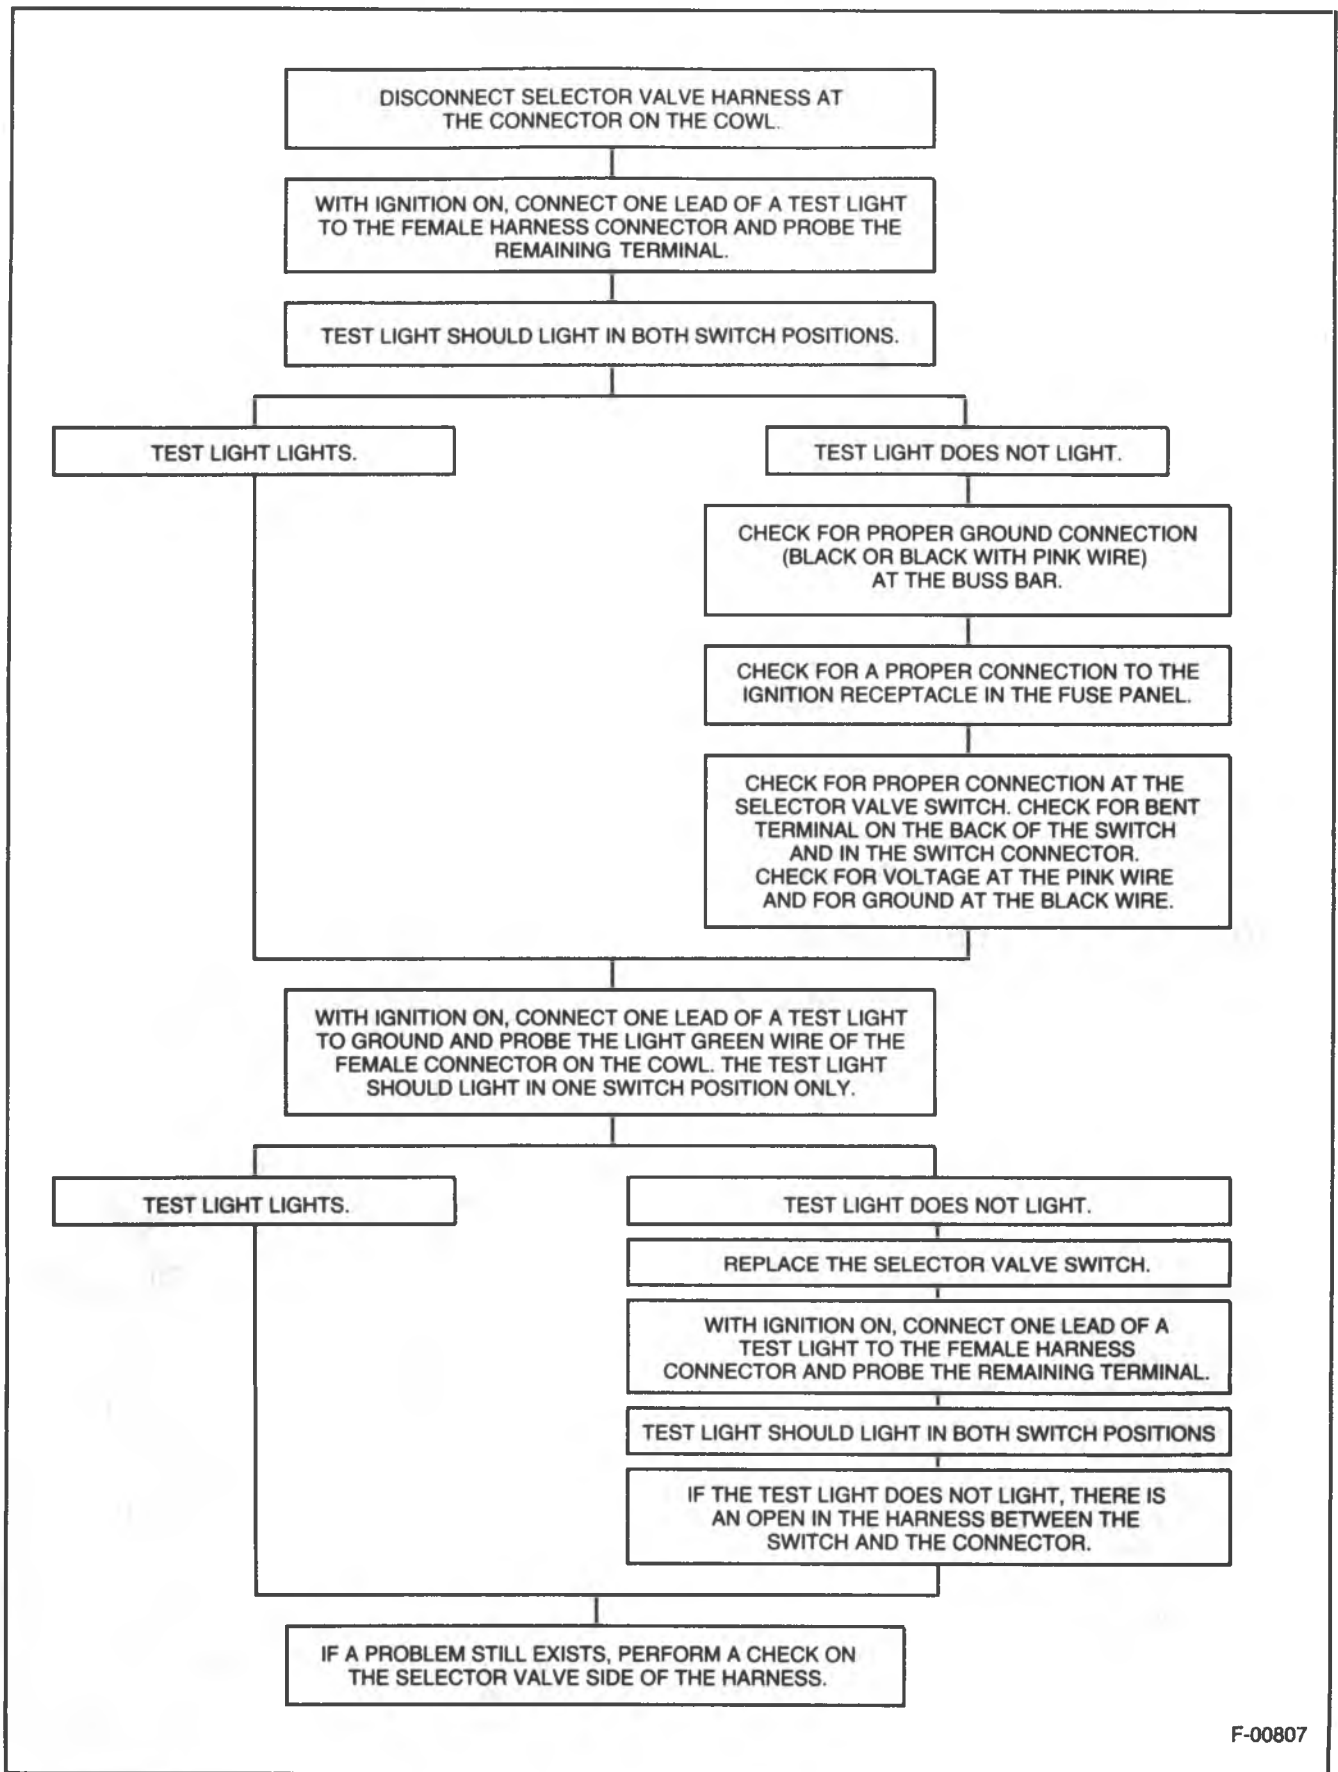 DISCONNECT SELECTOR VALVE HARNESS AT
THE CONNECTOR ON THE COWL.
WITH IGNITION ON, CONNECT ONE LEAD OF A TEST LIGHT
TO THE FEMALE HARNESS CONNECTOR AND PROBE THE
REMAINING TERMINAL.
TEST LIGHT SHOULD LIGHT IN BOTH SWITCH POSITIONS.
TEST LIGHT LIGHTS.
TEST LIGHT DOES NOT LIGHT.
CHECK FOR PROPER GROUND CONNECTION
(BLACK OR BLACK WITH PINK WIRE)
AT THE BUSS BAR.
CHECK FOR A PROPER CONNECTION TO THE
IGNITION RECEPTACLE IN THE FUSE PANEL.
CHECK FOR PROPER CONNECTION AT THE
SELECTOR VALVE SWITCH. CHECK FOR BENT
TERMINAL ON THE BACK OF THE SWITCH
AND IN THE SWITCH CONNECTOR.
CHECK FOR VOLTAGE AT THE PINK WIRE
AND FOR GROUND AT THE BLACK WIRE.
WITH IGNITION ON, CONNECT ONE LEAD OF A TEST LIGHT
TO GROUND AND PROBE THE LIGHT GREEN WIRE OF THE
FEMALE CONNECTOR ON THE COWL. THE TEST LIGHT
SHOULD LIGHT IN ONE SWITCH POSITION ONLY.
TEST LIGHT LIGHTS.
TEST LIGHT DOES NOT LIGHT.
REPLACE THE SELECTOR VALVE SWITCH.
WITH IGNITION ON, CONNECT ONE LEAD OF A
TEST LIGHT TO THE FEMALE HARNESS
CONNECTOR AND PROBE THE REMAINING TERMINAL.
TEST LIGHT SHOULD LIGHT IN BOTH SWITCH POSITIONS
IF THE TEST LIGHT DOES NOT LIGHT, THERE IS
AN OPEN IN THE HARNESS BETWEEN THE
SWITCH AND THE CONNECTOR.
IF A PROBLEM STILL EXISTS, PERFORM A CHECK ON
THE SELECTOR VALVE SIDE OF THE HARNESS.
F-00807